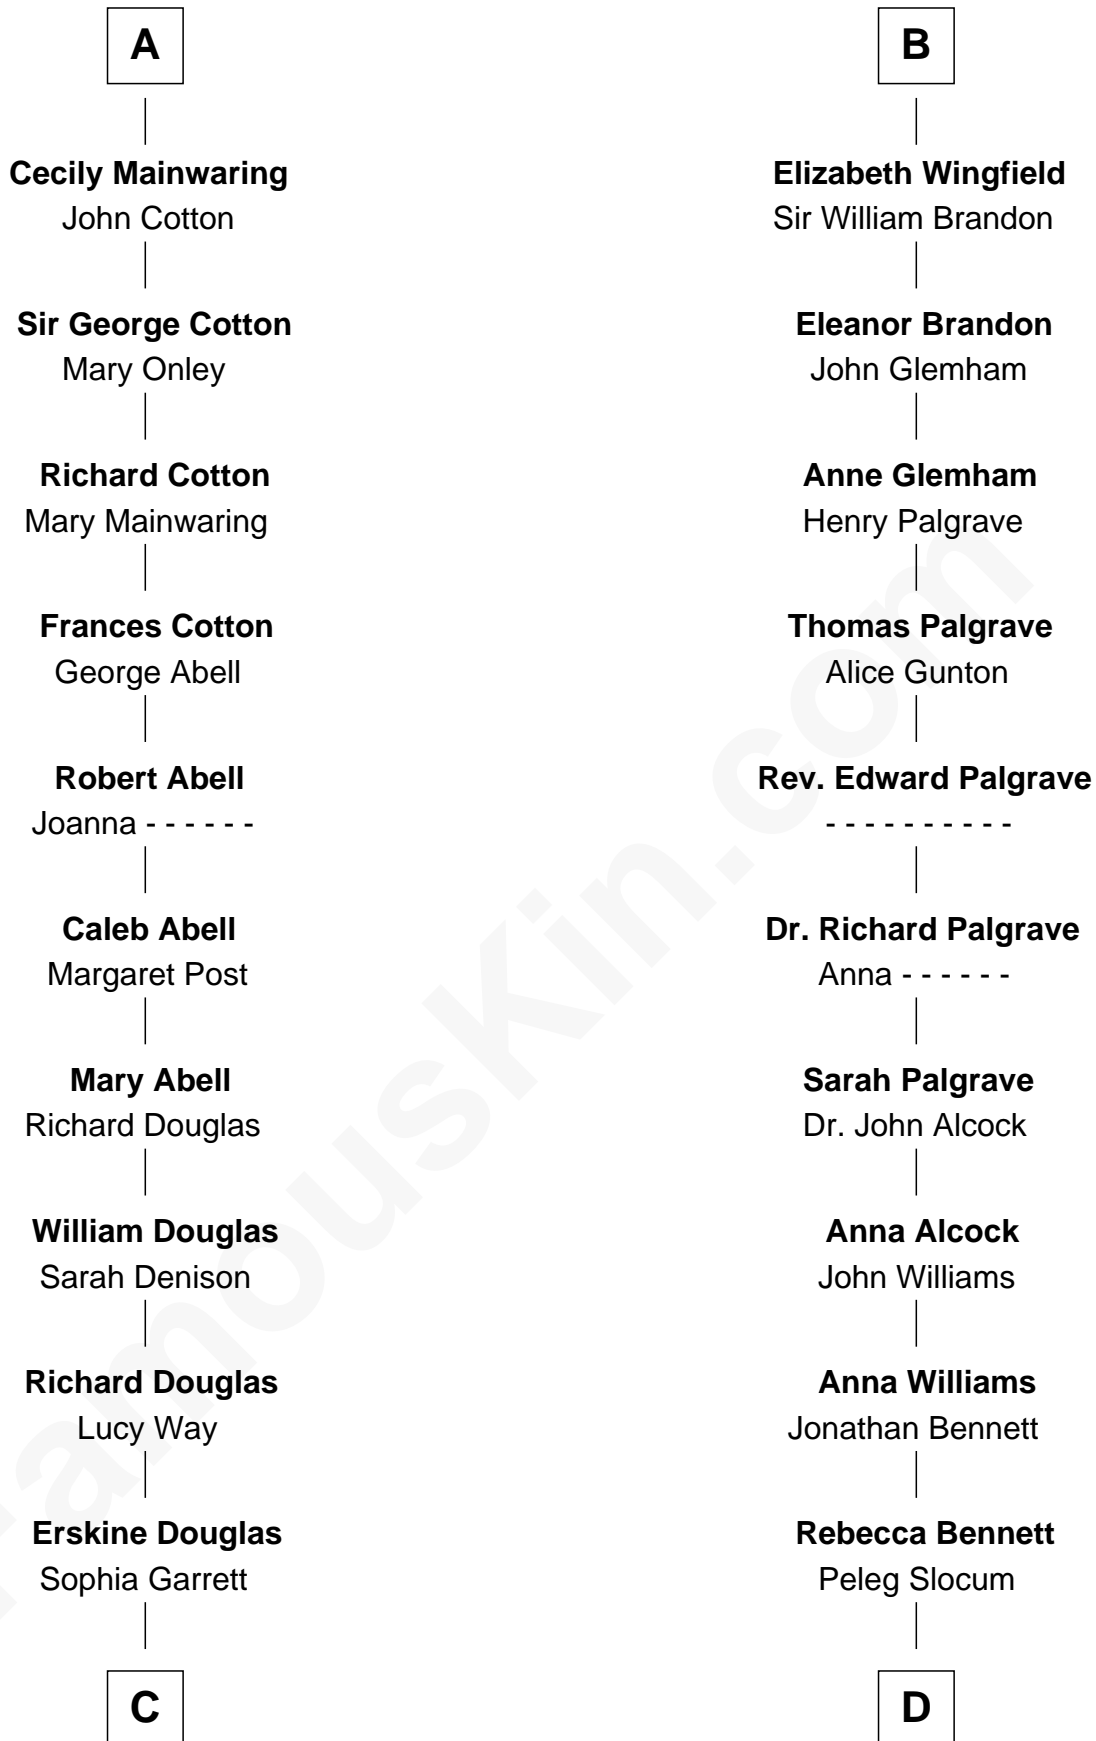 A
Cecily Mainwaring
John Cotton
Sir George Cotton
Mary Onley
Richard Cotton
Mary Mainwaring
Frances Cotton
George Abell
Robert Abell
Joanna - - - - - -
Caleb Abell
Margaret Post
Mary Abell
Richard Douglas
William Douglas
Sarah Denison
Richard Douglas
Lucy Way
Erskine Douglas
Sophia Garrett
C
B
Elizabeth Wingfield
Sir William Brandon
Eleanor Brandon
John Glemham
Anne Glemham
Henry Palgrave
Thomas Palgrave
Alice Gunton
Rev. Edward Palgrave
- - - - - - - - - -
Dr. Richard Palgrave
Anna - - - - - -
Sarah Palgrave
Dr. John Alcock
Anna Alcock
John Williams
Anna Williams
Jonathan Bennett
Rebecca Bennett
Peleg Slocum
D
FamousKin.com